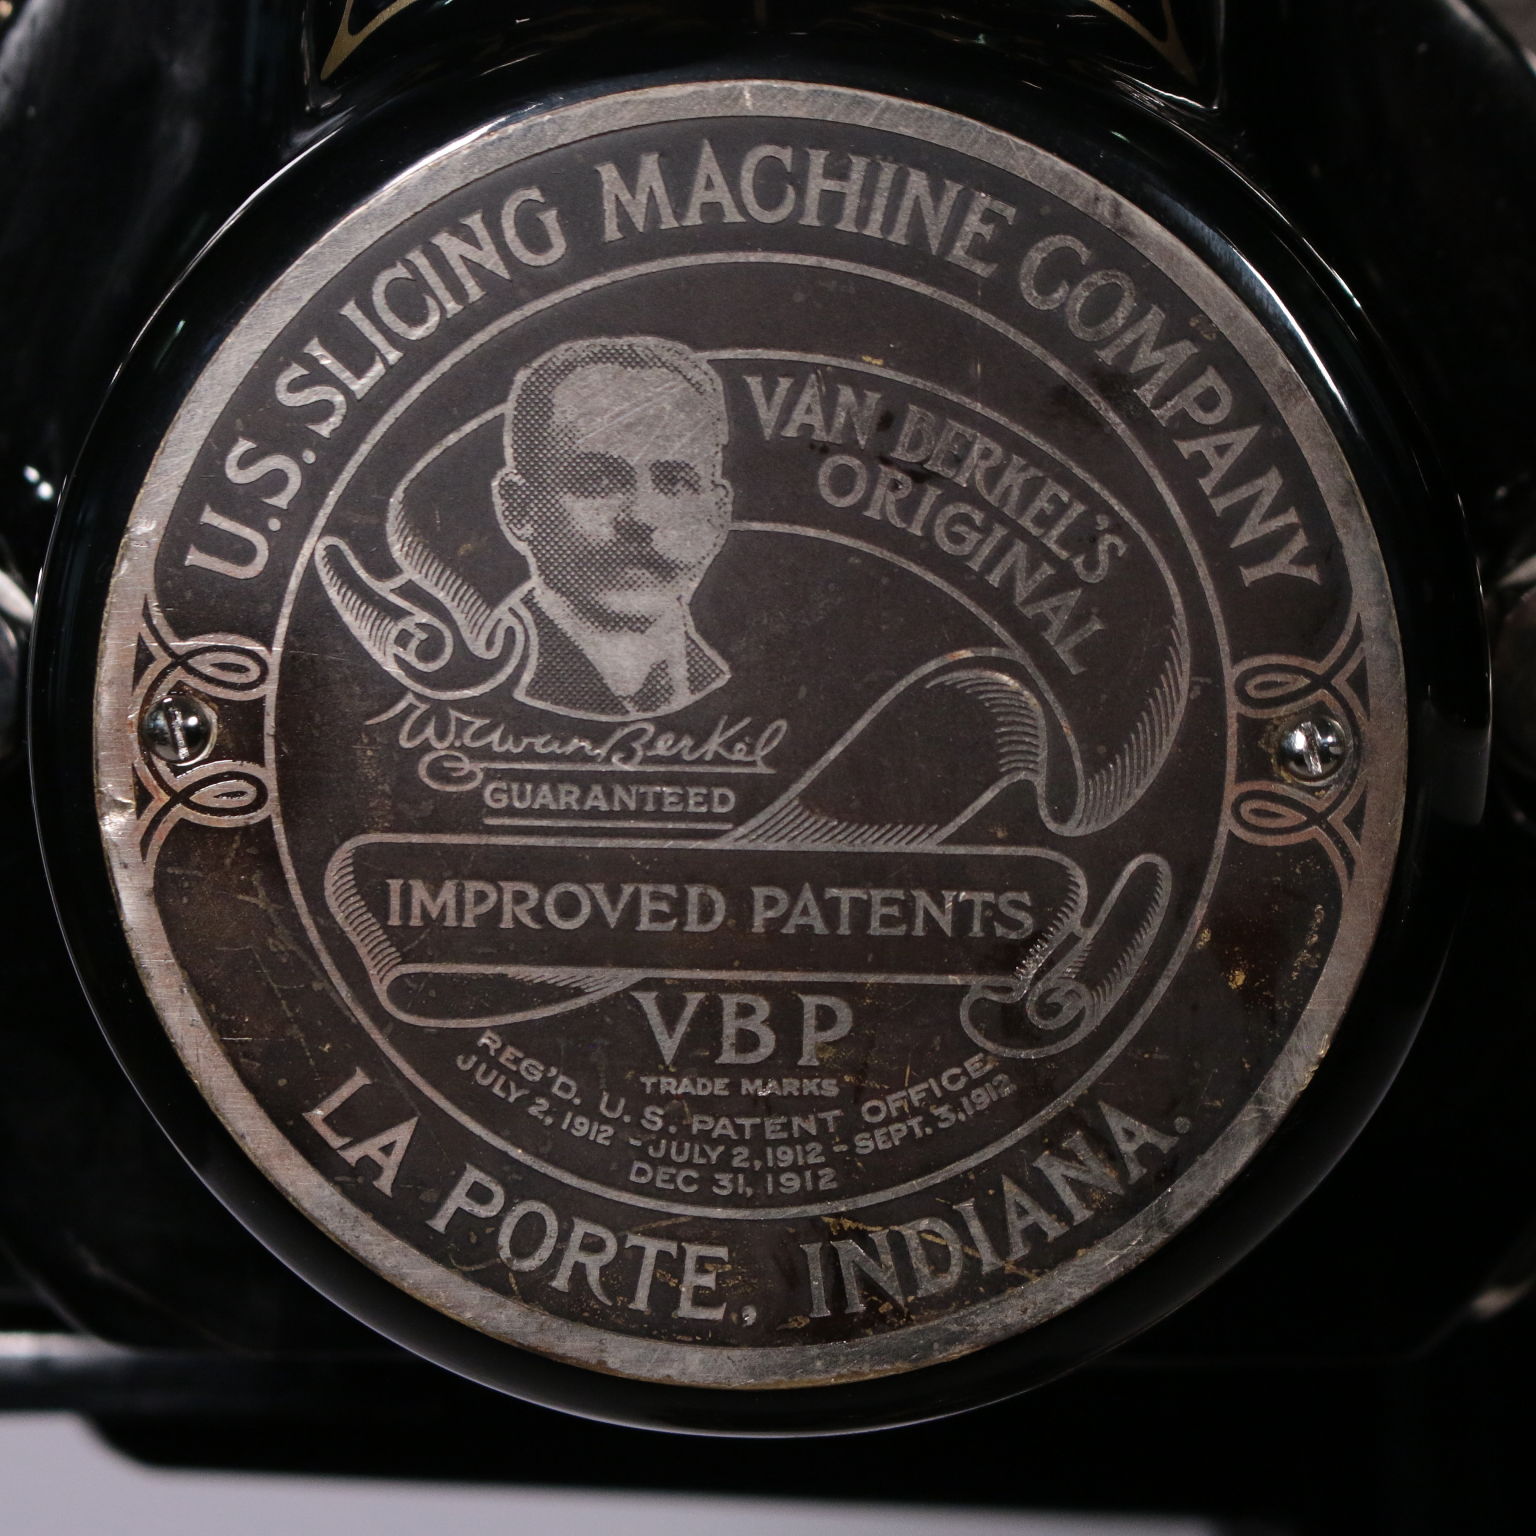 U.S. SLICING MACHINE COMPANY
VAN BERKEL'S
ORIGINAL
W.A. van Berkel
GUARANTEED
IMPROVED PATENTS
VBP
TRADE MARKS
REG'D. U.S. PATENT OFFICE
JULY 2, 1912 - JULY 2, 1912 - SEPT. 3, 1912
DEC 31, 1912
LA PORTE, INDIANA.